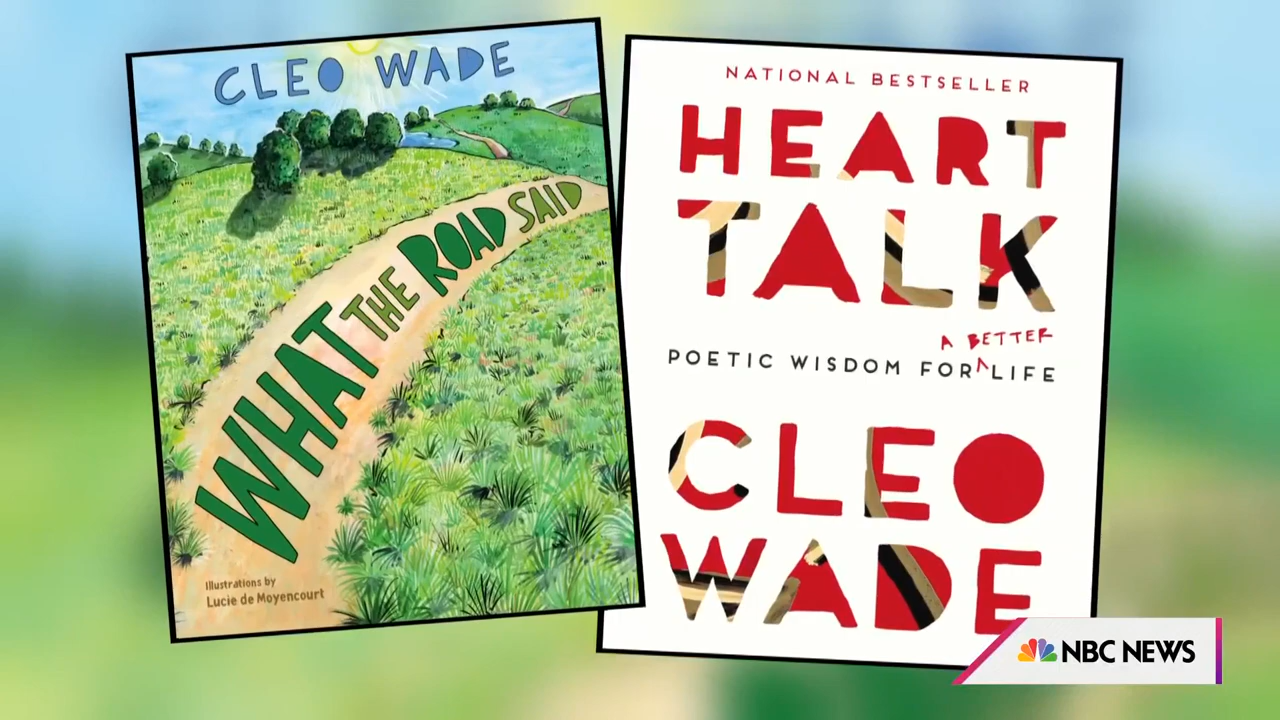 CLEO WADE
WHAT THE ROAD SAID
Illustrations by
Lucie de Moyencourt
NATIONAL BESTSELLER
HEART
TALK
A BETTER
POETIC WISDOM FOR^LIFE
CLEO
WADE
NBC NEWS